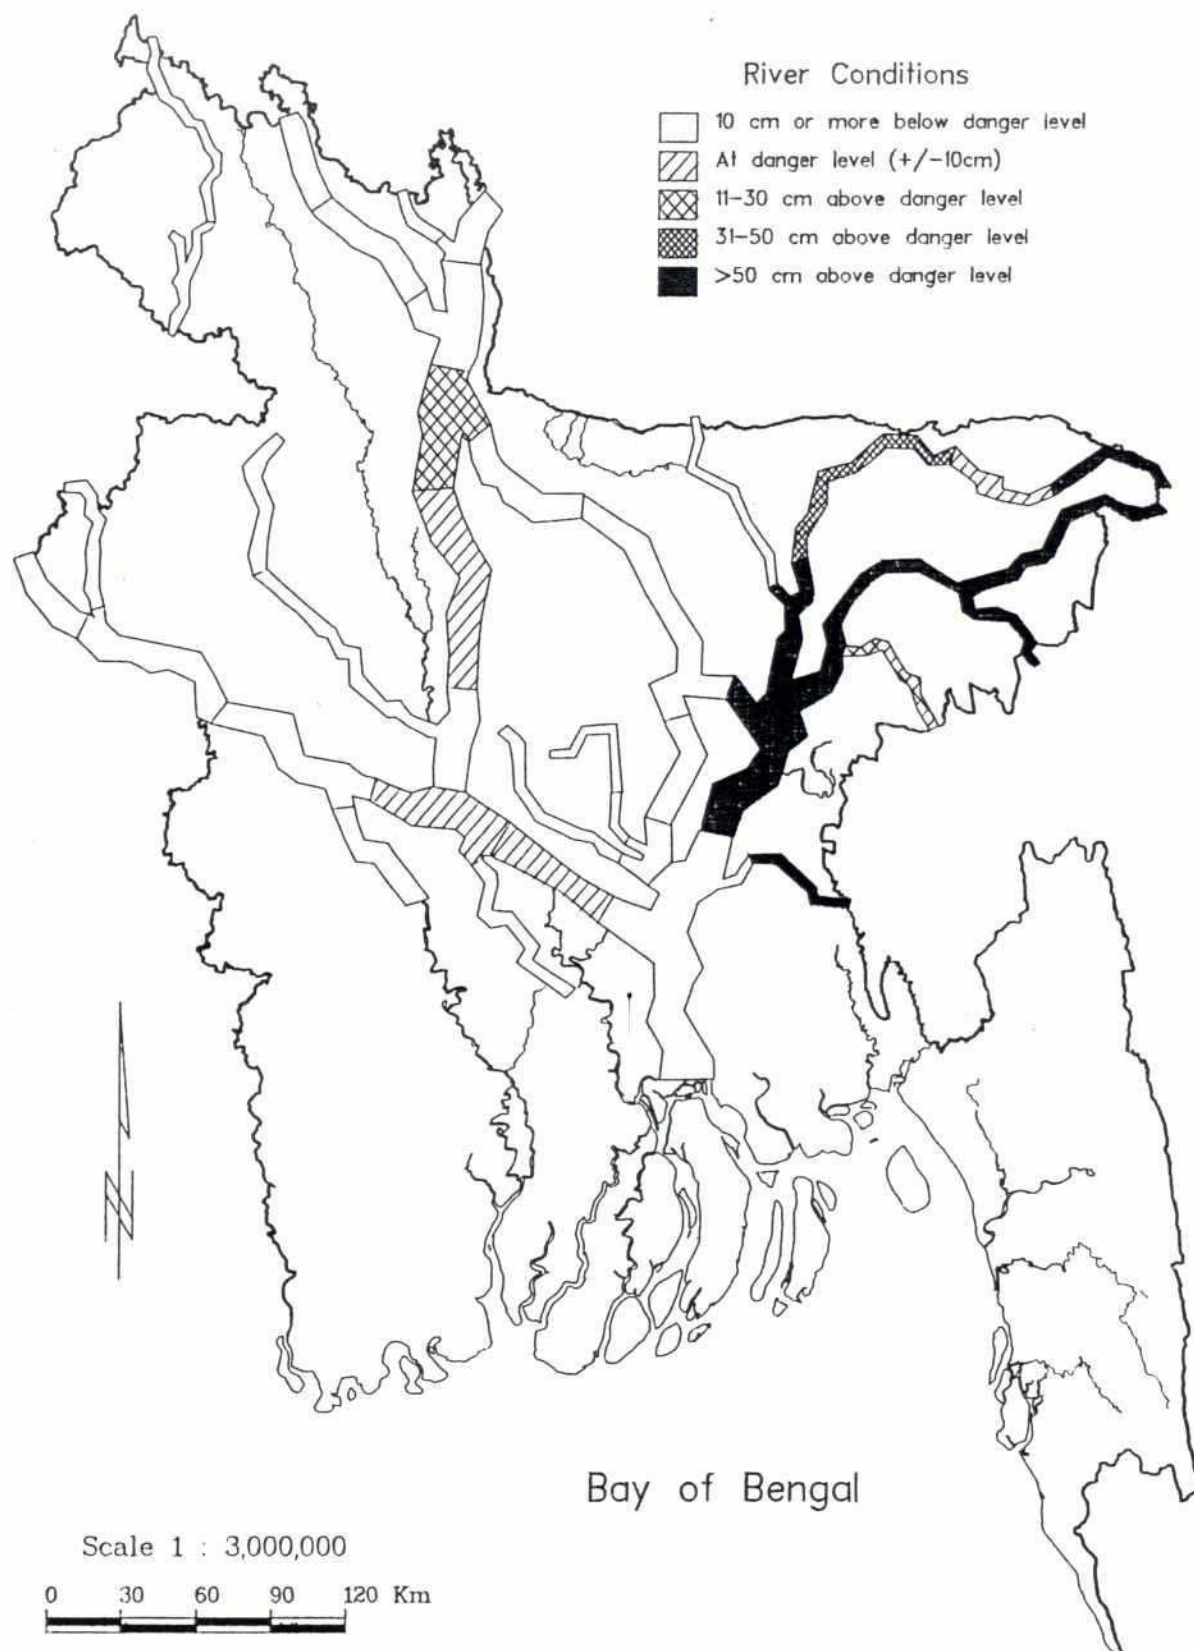 River Conditions
10 cm or more below danger level
At danger level (+/-10cm)
11-30 cm above danger level
31-50 cm above danger level
>50 cm above danger level
N
Bay of Bengal
Scale 1 : 3,000,000
0 30 60 90 120 Km